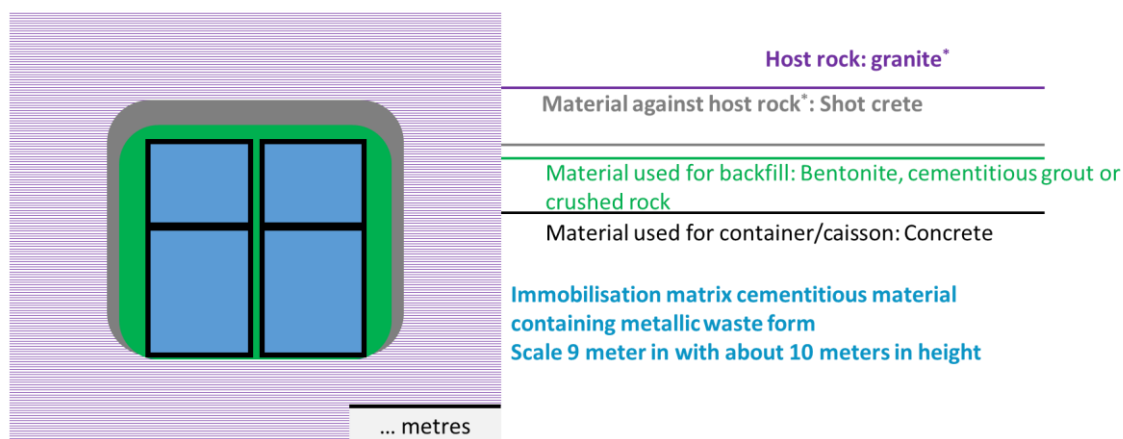 Host rock: granite*
Material against host rock*: Shot crete
Material used for backfill: Bentonite, cementitious grout or
crushed rock
Material used for container/caisson: Concrete
Immobilisation matrix cementitious material
containing metallic waste form
Scale 9 meter in with about 10 meters in height
... metres